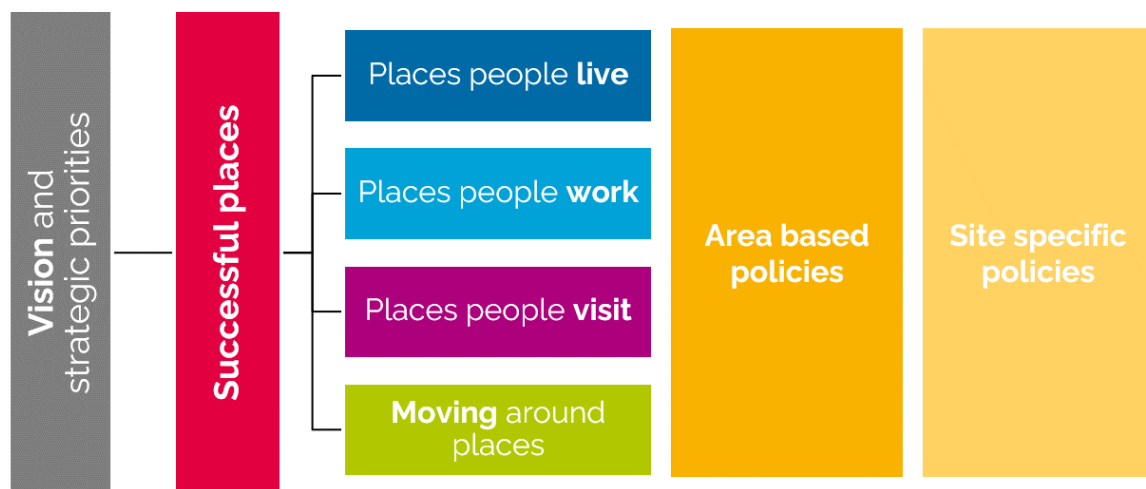 Vision and
strategic priorities
Successful places
Places people live
Places people work
Places people visit
Moving around
places
Area based
policies
Site specific
policies